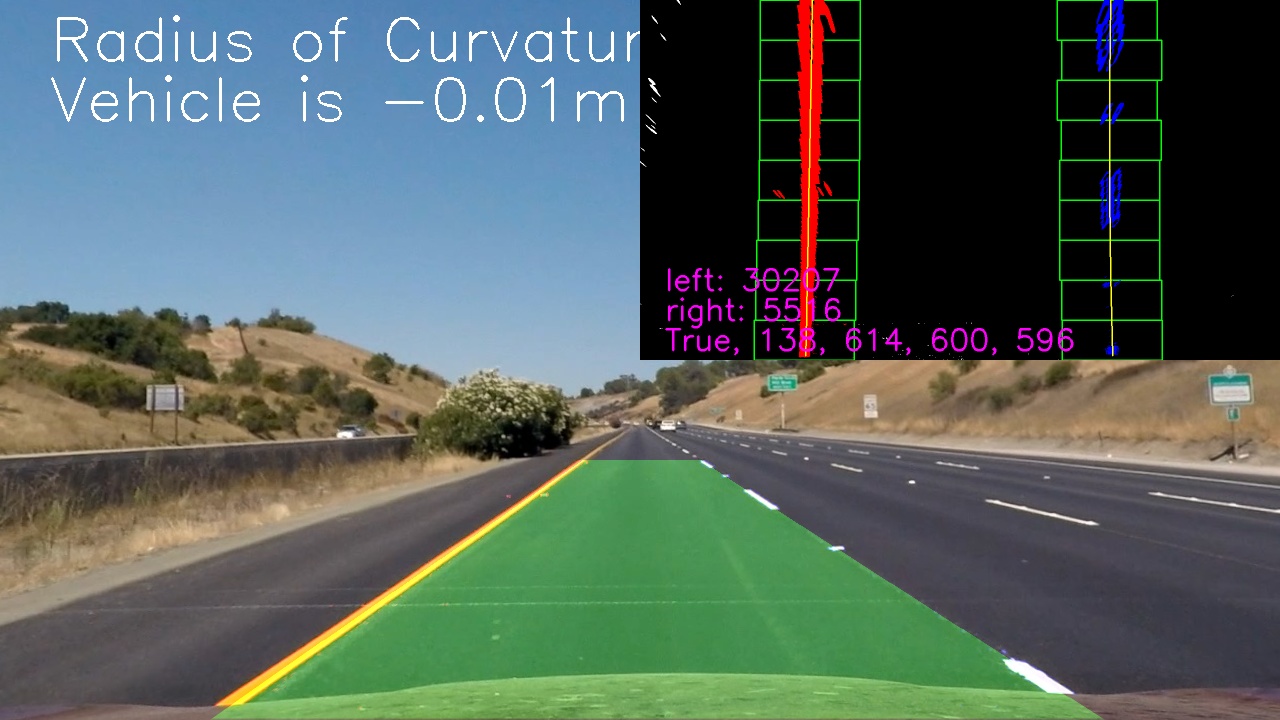 Radius of Curvatur
Vehicle is -0.01m
left: 30207
right: 5516
True, 138, 614, 600, 596